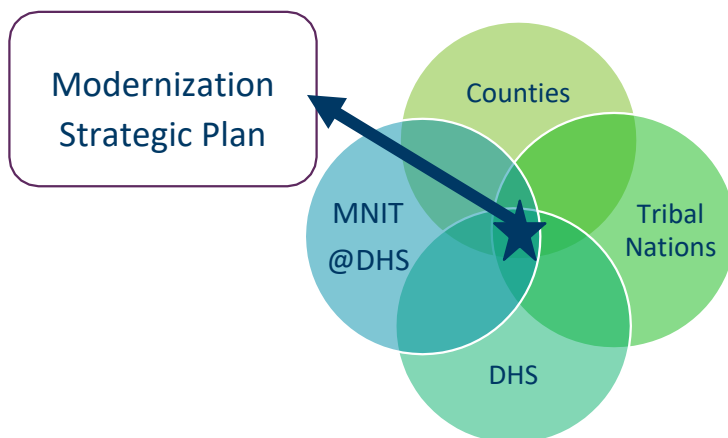 Modernization
Strategic Plan
Counties
MNIT
@DHS
Tribal
Nations
DHS